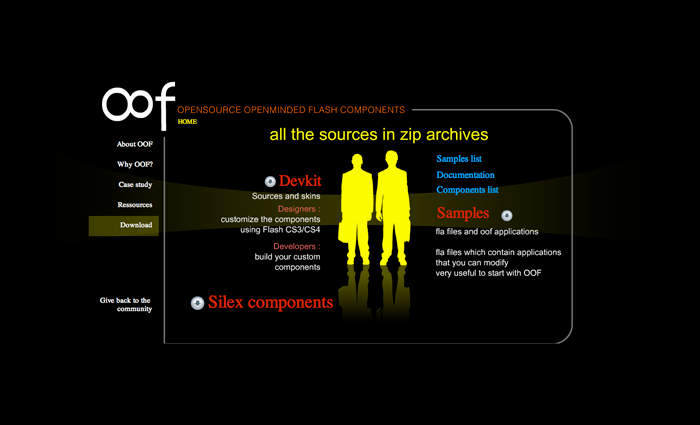 oof
OPENSOURCE OPENMINDED FLASH COMPONENTS
HOME
About OOF
Why OOF?
Case study
Ressources
Download
Give back to the
community
all the sources in zip archives
Devkit
Sources and skins
Designers :
customize the components
using Flash CS3/CS4
Developers :
build your custom
components
Silex components
Samples list
Documentation
Components list
Samples
fla files and oof applications
fla files which contain applications
that you can modify
very useful to start with OOF